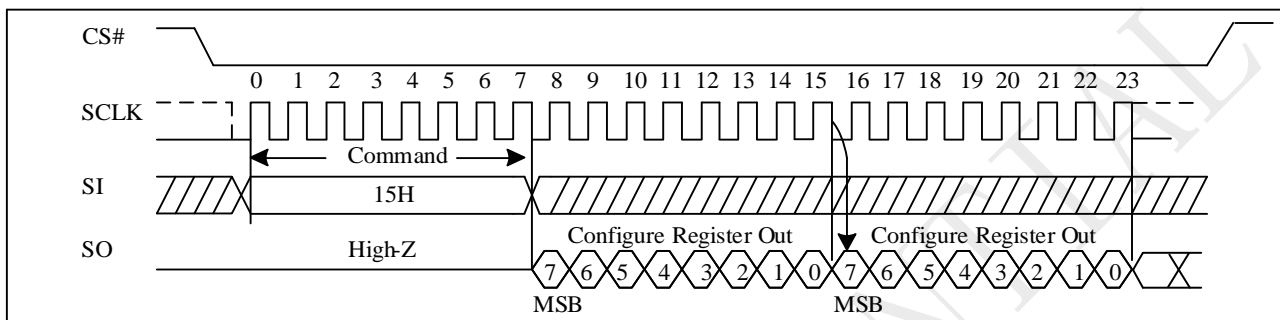 CS#
0 1 2 3 4 5 6 7 8 9 10 11 12 13 14 15 16 17 18 19 20 21 22 23
SCLK
Command
SI
15H
Configure Register Out Configure Register Out
SO
High-Z
7 6 5 4 3 2 1 0 7 6 5 4 3 2 1 0
MSB MSB